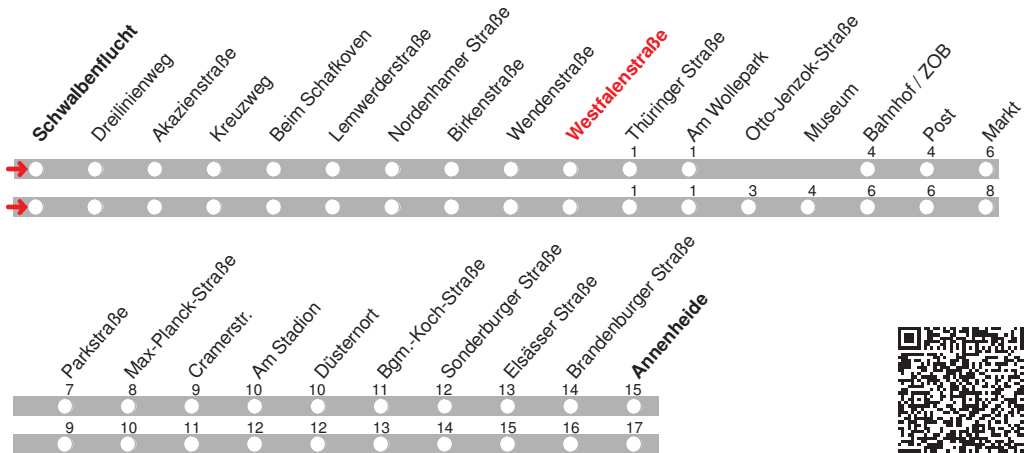 Schwalbenflucht
Dreilinienweg
Akazienstraße
Kreuzweg
Beim Schafkoven
Lemwerderstraße
Nordenhamer Straße
Birkenstraße
Wendenstraße
Westfalenstraße
Thüringer Straße
Am Wollepark
Otto-Jenzok-Straße
Museum
Bahnhof / ZOB
Post
Markt
1 1 4 4 6
1 1 3 4 6 6 8
Parkstraße
Max-Planck-Straße
Cramerstr.
Am Stadion
Düsternort
Bgm.-Koch-Straße
Sonderburger Straße
Elsässer Straße
Brandenburger Straße
Annenheide
7 8 9 10 10 11 12 13 14 15
9 10 11 12 12 13 14 15 16 17